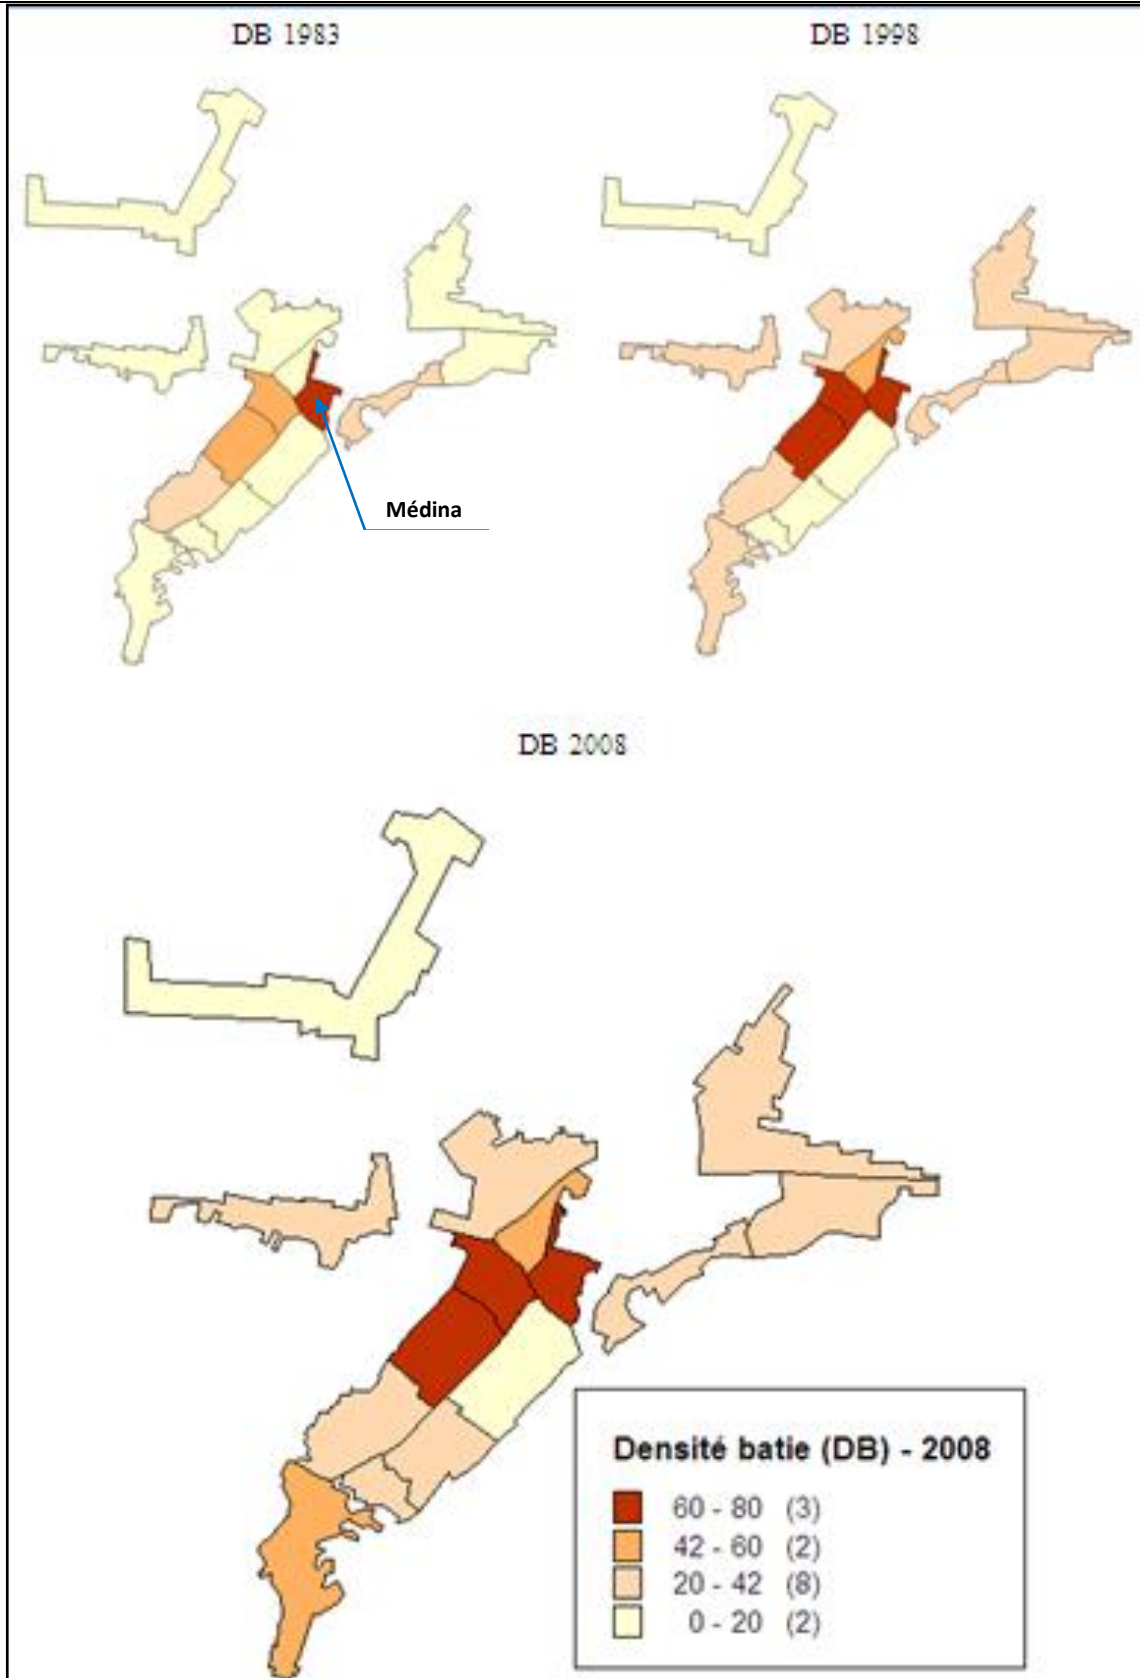 DB 1983
DB 1998
Médina
DB 2008
Densité batie (DB) - 2008
60 - 80 (3)
42 - 60 (2)
20 - 42 (8)
0 - 20 (2)